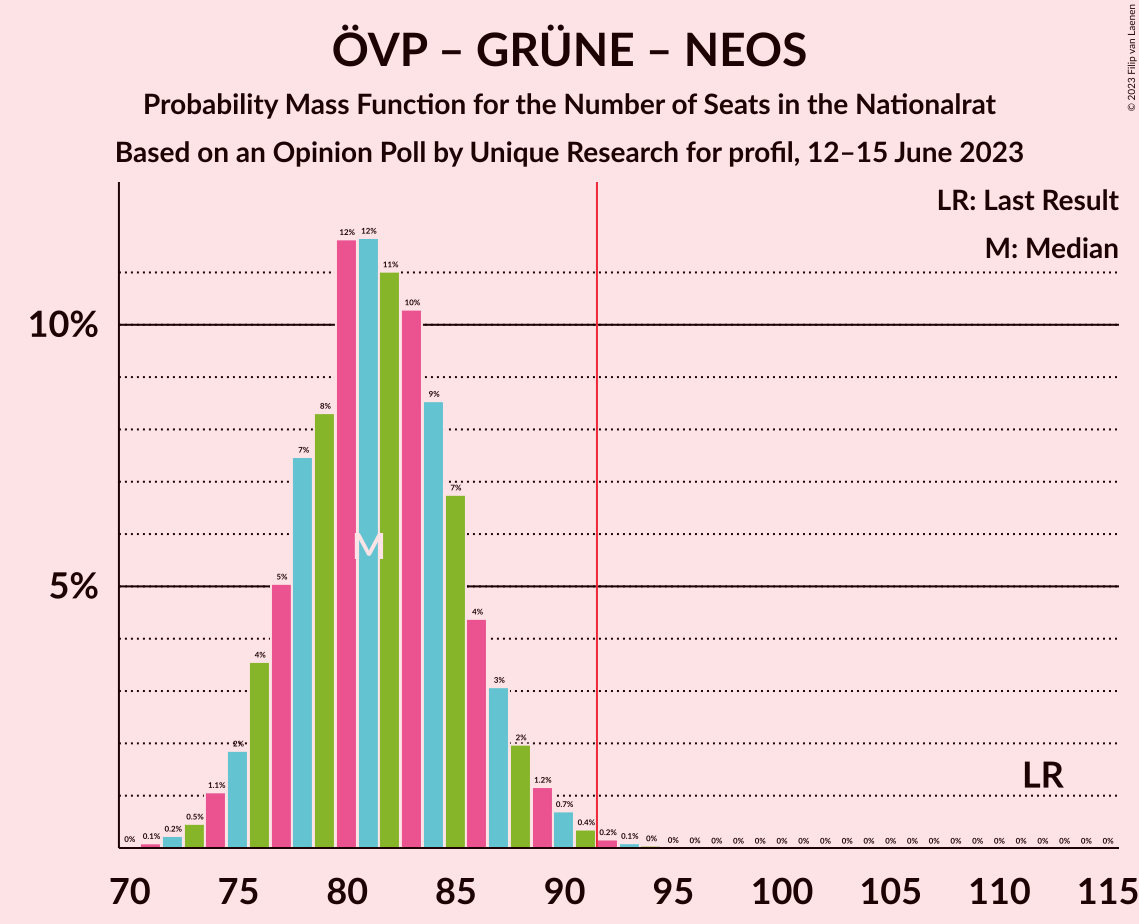 ÖVP – GRÜNE – NEOS
Probability Mass Function for the Number of Seats in the Nationalrat
Based on an Opinion Poll by Unique Research for profil, 12–15 June 2023
© 2023 Filip van Laenen
LR: Last Result
M: Median
10%
5%
0% 0.1% 0.2% 0.5% 1.1% 2% 4% 5% 7% 8% 12% 12% 11% 10% 9% 7% 4% 3% 2% 1.2% 0.7% 0.4% 0.2% 0.1% 0% 0% 0% 0% 0% 0% 0% 0% 0% 0% 0% 0% 0% 0% 0% 0% 0% 0% 0% 0% 0% 0%
M
LR
70 75 80 85 90 95 100 105 110 115